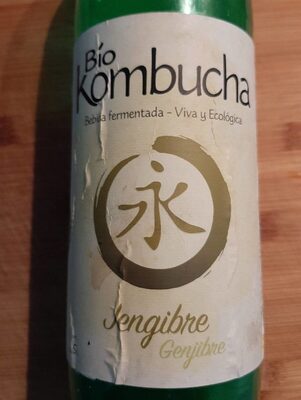 Bio
Kombucha
Bebida fermentada - Viva y Ecológica
永
Jengibre
Genjibre